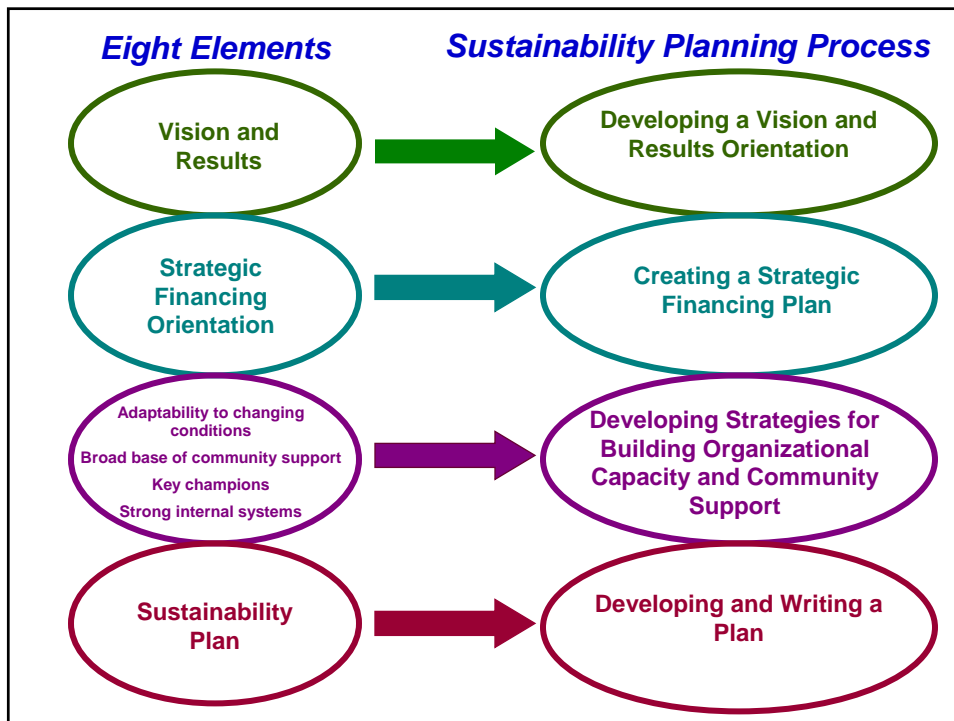 Eight Elements
Sustainability Planning Process
Vision and
Results
Developing a Vision and
Results Orientation
Strategic
Financing
Orientation
Creating a Strategic
Financing Plan
Adaptability to changing
conditions
Broad base of community support
Key champions
Strong internal systems
Developing Strategies for
Building Organizational
Capacity and Community
Support
Sustainability
Plan
Developing and Writing a
Plan